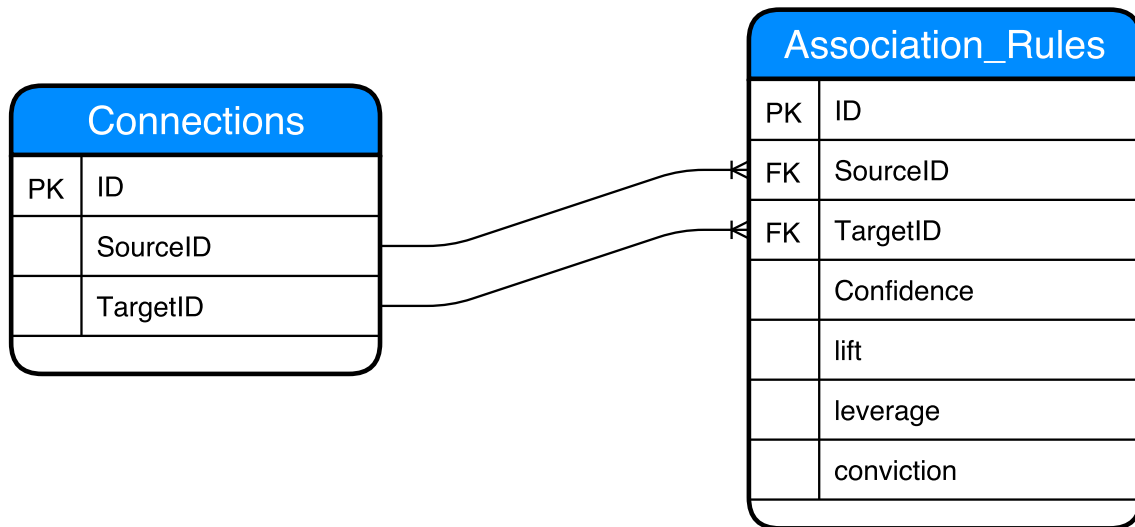 Connections
PK ID
SourceID
TargetID
Association_Rules
PK ID
FK SourceID
FK TargetID
Confidence
lift
leverage
conviction